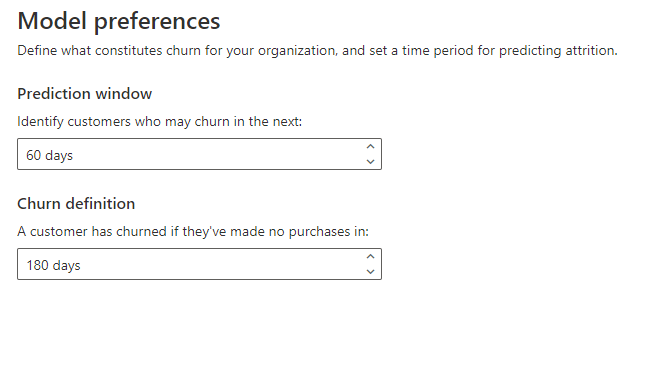 Model preferences
Define what constitutes churn for your organization, and set a time period for predicting attrition.
Prediction window
Identify customers who may churn in the next:
60 days
Churn definition
A customer has churned if they've made no purchases in:
180 days